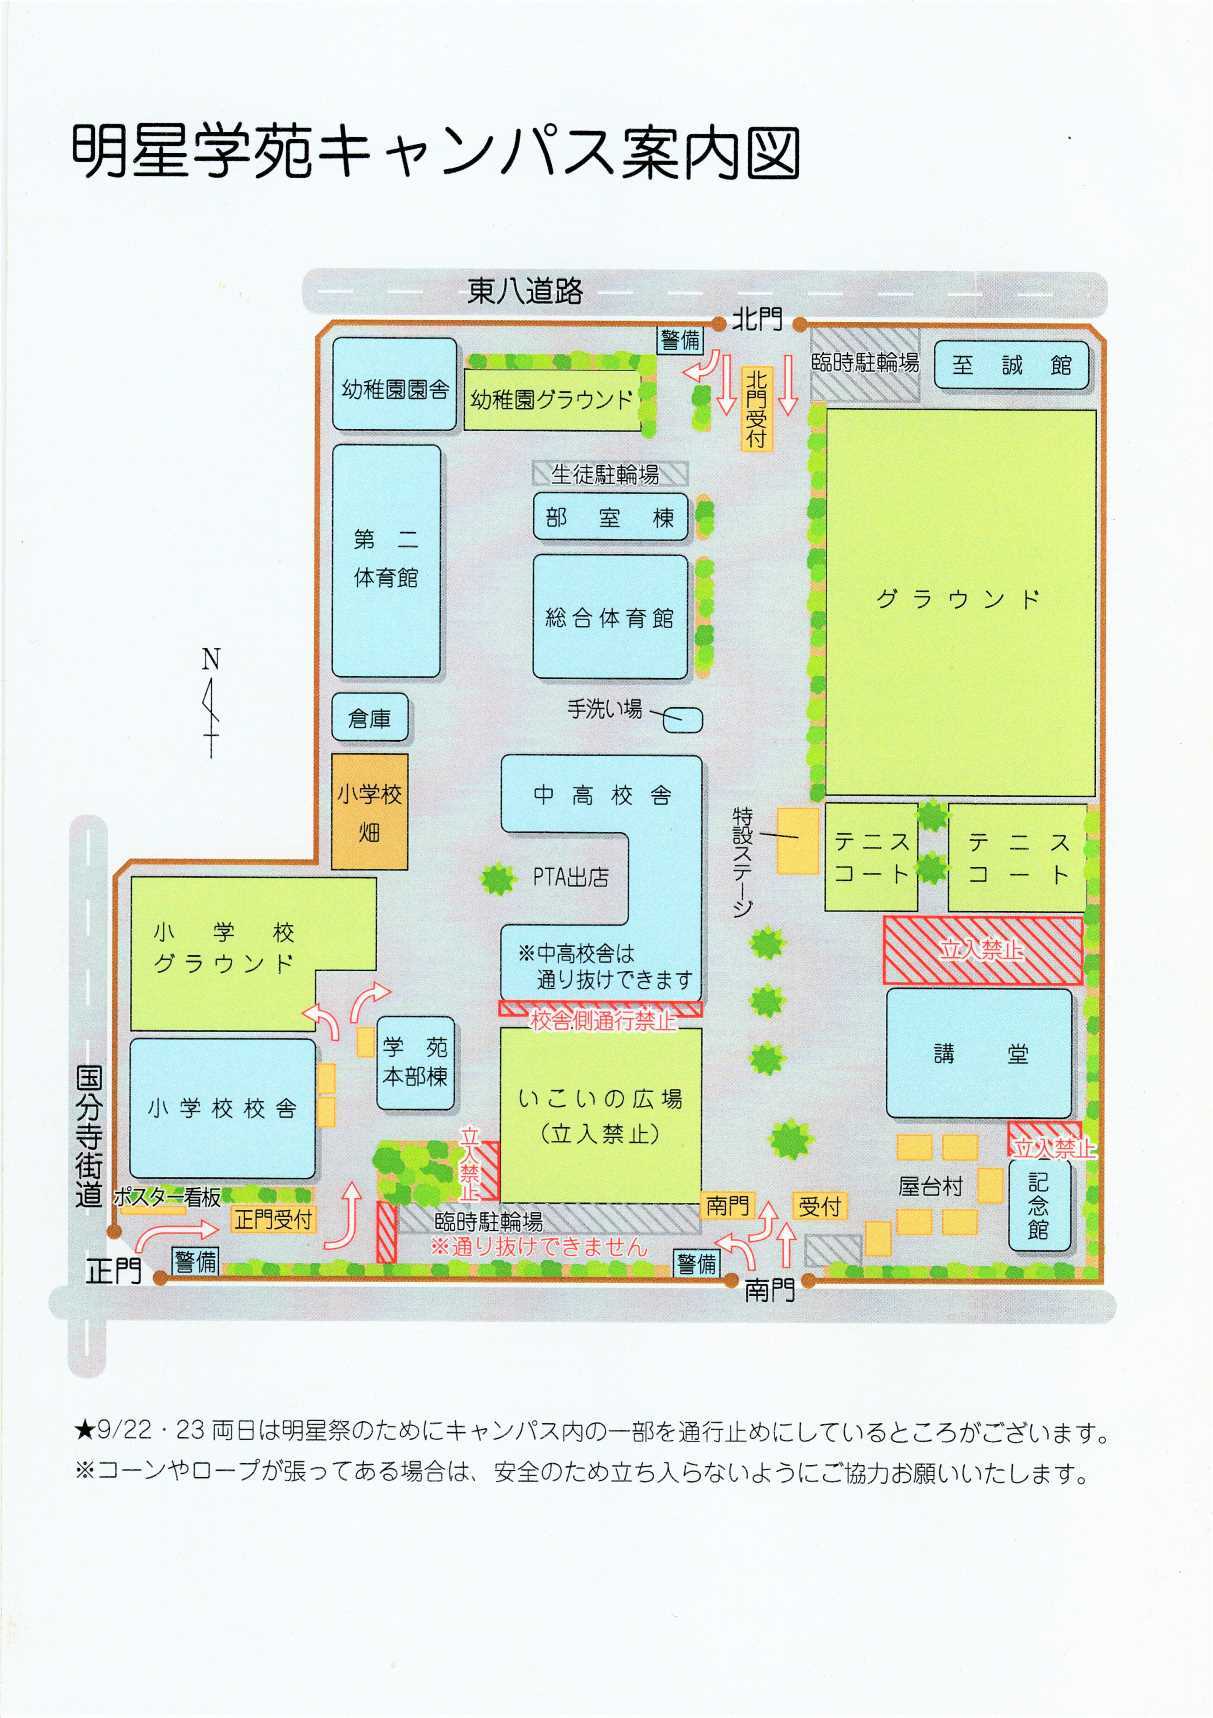 明星学苑キャンパス案内図
東八道路
北門
警備
幼稚園園舎
幼稚園グラウンド
北門受付
臨時駐輪場
至誠館
生徒駐輪場
部室棟
第二
体育館
総合体育館
グラウンド
N
手洗い場
倉庫
小学校
畑
中高校舎
特設ステージ
テニス
コート
テニス
コート
PTA出店
小学校
グラウンド
※中高校舎は
通り抜けできます
立入禁止
校舎側通行禁止
学苑
本部棟
講堂
国分寺街道
小学校校舎
いこいの広場
(立入禁止)
立入禁止
立入禁止
屋台村
記念館
ポスター看板
正門受付
臨時駐輪場
※通り抜けできません
南門
受付
正門
警備
警備
南門
★9/22・23両日は明星祭のためにキャンパス内の一部を通行止めにしているところがございます。
※コーンやロープが張ってある場合は、安全のため立ち入らないようにご協力お願いいたします。